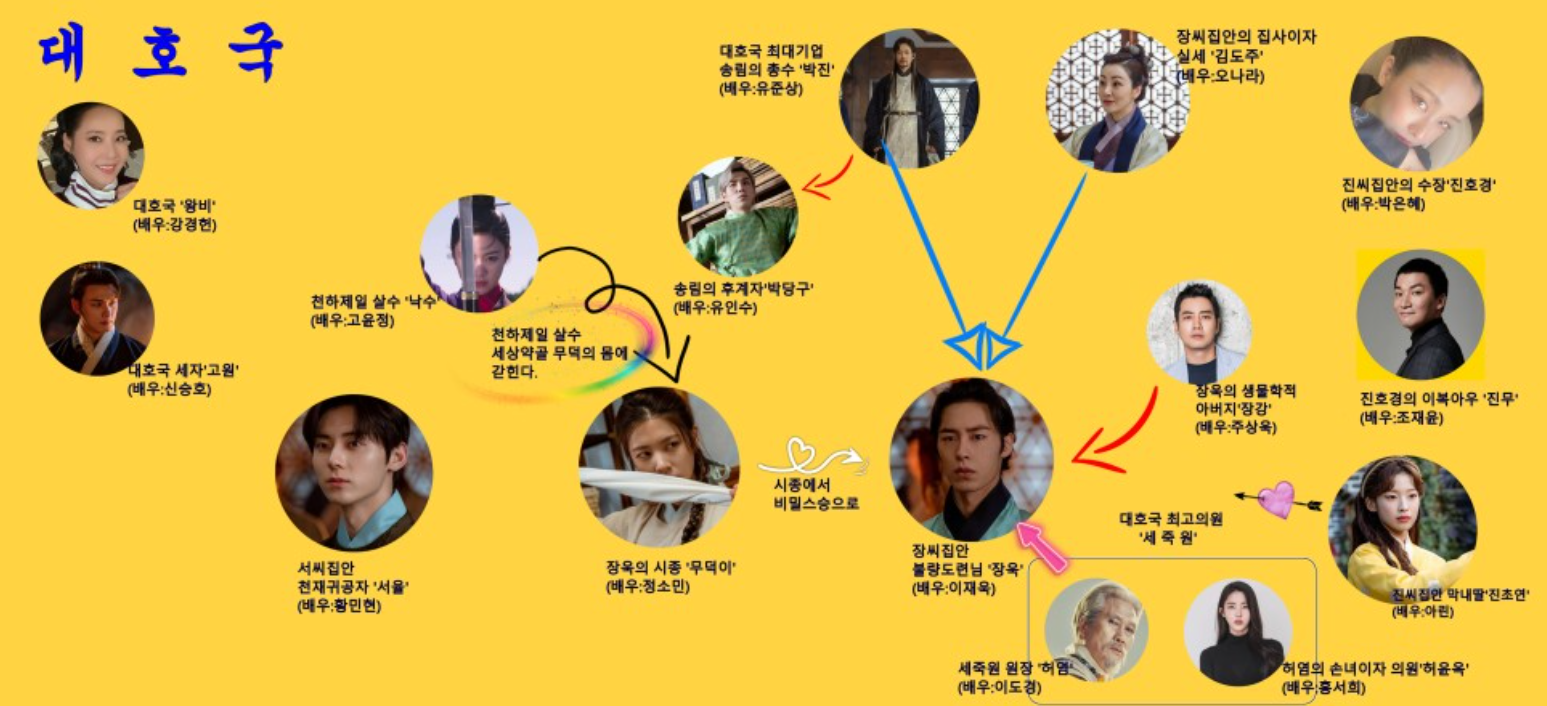 대 호 국
대호국 '왕비'
(배우:강경헌)
대호국 세자'고원'
(배우:신승호)
천하제일 살수 '낙수'
(배우:고윤정)
천하제일 살수
세상약골 무덕의 몸에
갇힌다.
서씨집안
천재귀공자 '서율'
(배우:황민현)
대호국 최대기업
송림의 총수 '박진'
(배우:유준상)
송림의 후계자'박당구'
(배우:유인수)
장욱의 시종 '무덕이'
(배우:정소민)
시종에서
비밀스승으로
장씨집안의 집사이자
실세 '김도주'
(배우:오나라)
장씨집안
불량도련님 '장욱'
(배우:이재욱)
장욱의 생물학적
아버지'장강'
(배우:주상욱)
진씨집안의 수장'진호경'
(배우:박은혜)
진호경의 이복아우 '진무'
(배우:조재윤)
진씨집안 막내딸'진초연'
(배우:아린)
대호국 최고의원
'세 죽 원'
세죽원 원장 '허염'
(배우:이도경)
허염의 손녀이자 의원'허윤옥'
(배우:홍서희)